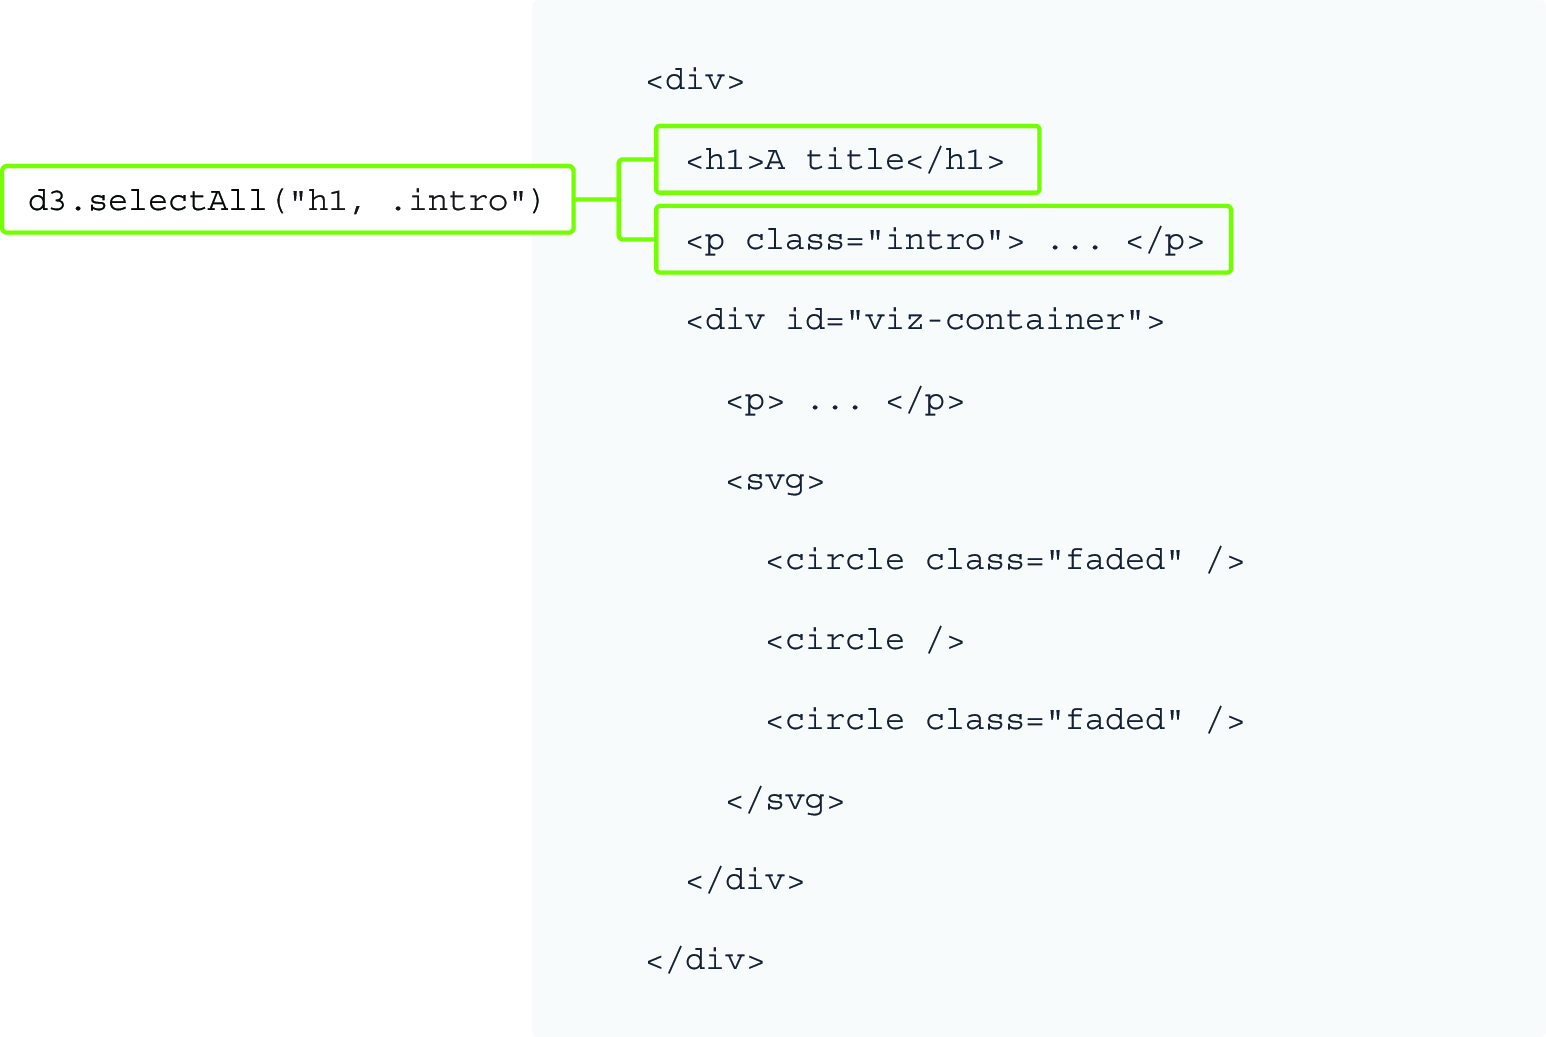 <div>
<h1>A title</h1>
d3.selectAll("h1, .intro")
<p class="intro"> ... </p>
<div id="viz-container">
<p> ... </p>
<svg>
<circle class="faded" />
<circle />
<circle class="faded" />
</svg>
</div>
</div>